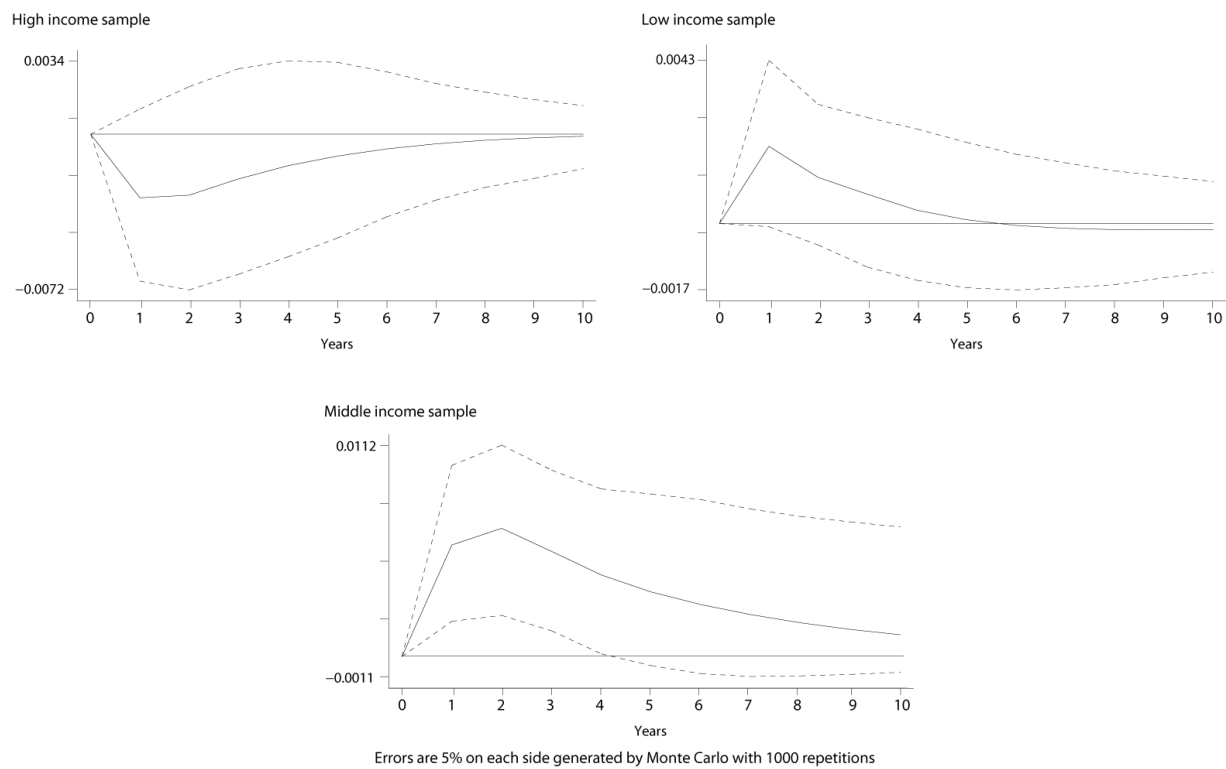 High income sample
0.0034
−0.0072
0 1 2 3 4 5 6 7 8 9 10
Years
Low income sample
0.0043
−0.0017
0 1 2 3 4 5 6 7 8 9 10
Years
Middle income sample
0.0112
−0.0011
0 1 2 3 4 5 6 7 8 9 10
Years
Errors are 5% on each side generated by Monte Carlo with 1000 repetitions